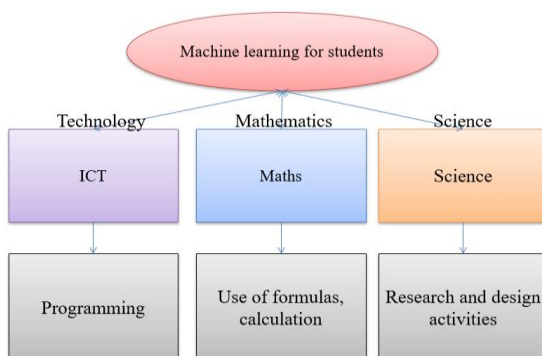 Machine learning for students
Technology
Mathematics
Science
ICT
Maths
Science
Programming
Use of formulas,
calculation
Research and design
activities